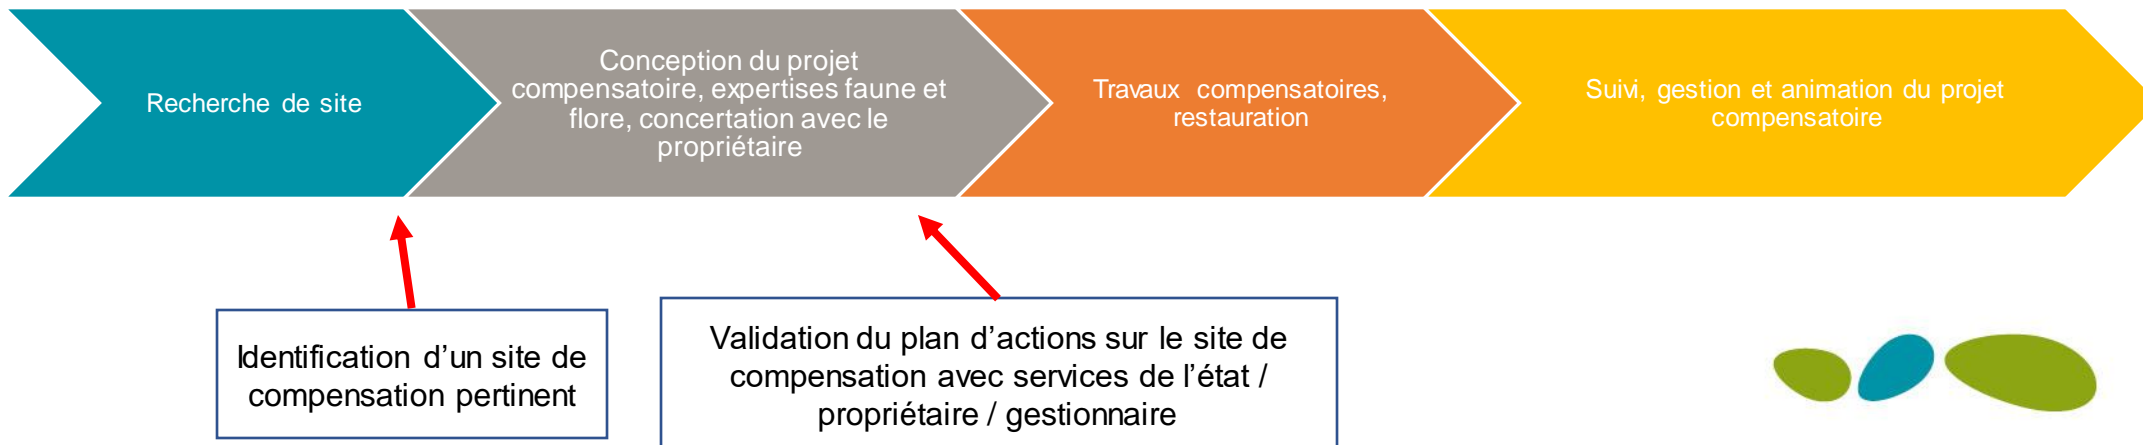 Recherche de site
Conception du projet
compensatoire, expertises faune et
flore, concertation avec le
propriétaire
Travaux compensatoires,
restauration
Suivi, gestion et animation du projet
compensatoire
Identification d’un site de
compensation pertinent
Validation du plan d’actions sur le site de
compensation avec services de l’état /
propriétaire / gestionnaire